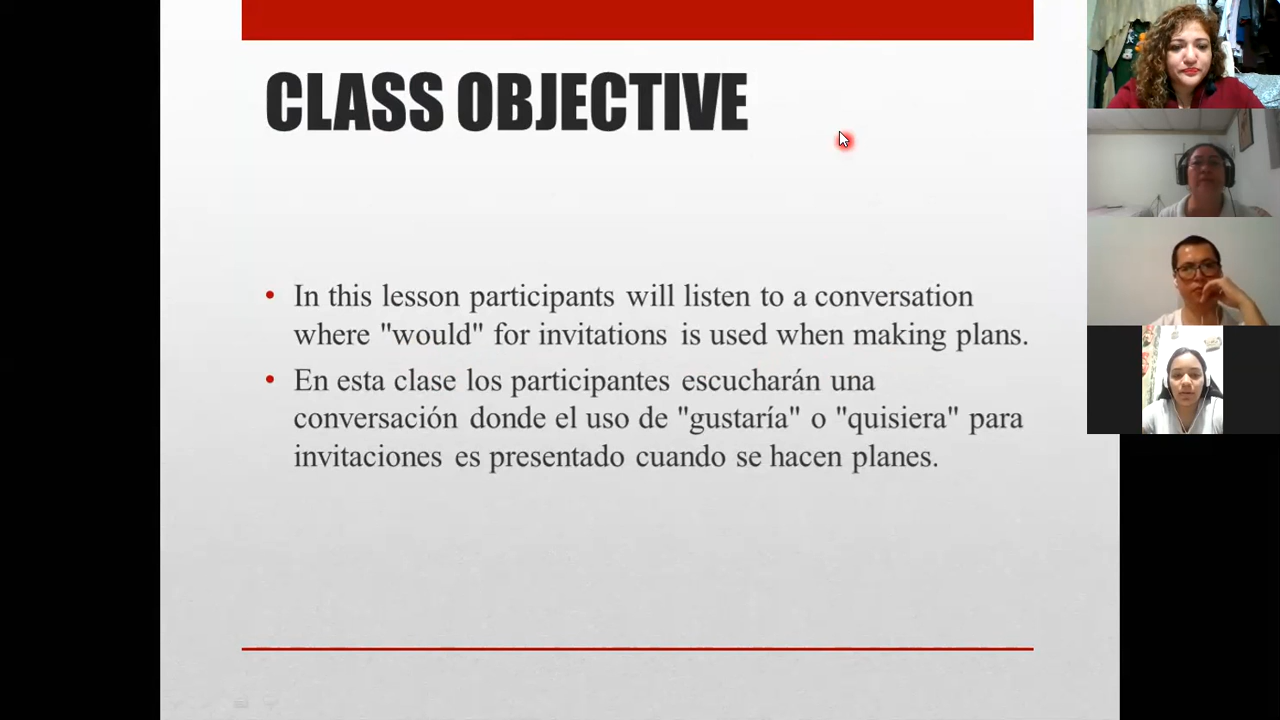 CLASS OBJECTIVE
• In this lesson participants will listen to a conversation
where "would" for invitations is used when making plans.
• En esta clase los participantes escucharán una
conversación donde el uso de "gustaría" o "quisiera" para
invitaciones es presentado cuando se hacen planes.